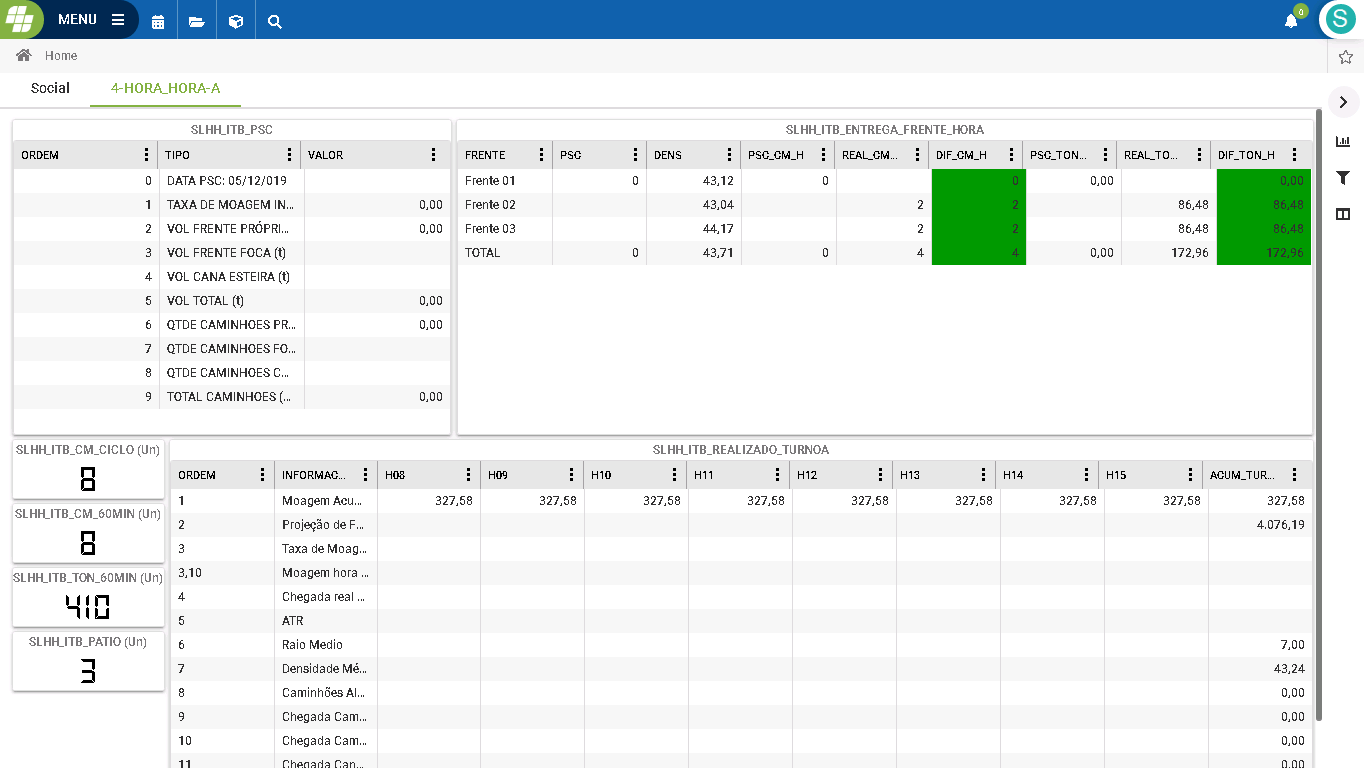 MENU
0
S
Home
Social 4-HORA_HORA-A
SLHH_ITB_PSC
ORDEM TIPO VALOR
0 DATA PSC: 05/12/019
1 TAXA DE MOAGEM IN... 0,00
2 VOL FRENTE PRÓPRI... 0,00
3 VOL FRENTE FOCA (t)
4 VOL CANA ESTEIRA (t)
5 VOL TOTAL (t) 0,00
6 QTDE CAMINHOES PR... 0,00
7 QTDE CAMINHOES FO...
8 QTDE CAMINHOES C...
9 TOTAL CAMINHOES (... 0,00
SLHH_ITB_ENTREGA_FRENTE_HORA
FRENTE PSC DENS PSC_CM_H REAL_CM... DIF_CM_H PSC_TON... REAL_TO... DIF_TON_H
Frente 01 0 43,12 0 0 0,00 0,00
Frente 02 43,04 2 2 86,48 86,48
Frente 03 44,17 2 2 86,48 86,48
TOTAL 0 43,71 0 4 4 0,00 172,96 172,96
SLHH_ITB_CM_CICLO (Un)
8
SLHH_ITB_CM_60MIN (Un)
8
SLHH_ITB_TON_60MIN (Un)
410
SLHH_ITB_PATIO (Un)
3
SLHH_ITB_REALIZADO_TURNOA
ORDEM INFORMAC... H08 H09 H10 H11 H12 H13 H14 H15 ACUM_TUR...
1 Moagem Acu... 327,58 327,58 327,58 327,58 327,58 327,58 327,58 327,58 327,58
2 Projeção de F... 4.076,19
3 Taxa de Moag...
3,10 Moagem hora ...
4 Chegada real ...
5 ATR
6 Raio Medio 7,00
7 Densidade Mé... 43,24
8 Caminhões Al... 0,00
9 Chegada Cam... 0,00
10 Chegada Cam... 0,00
11 Chegada Can... 0,00